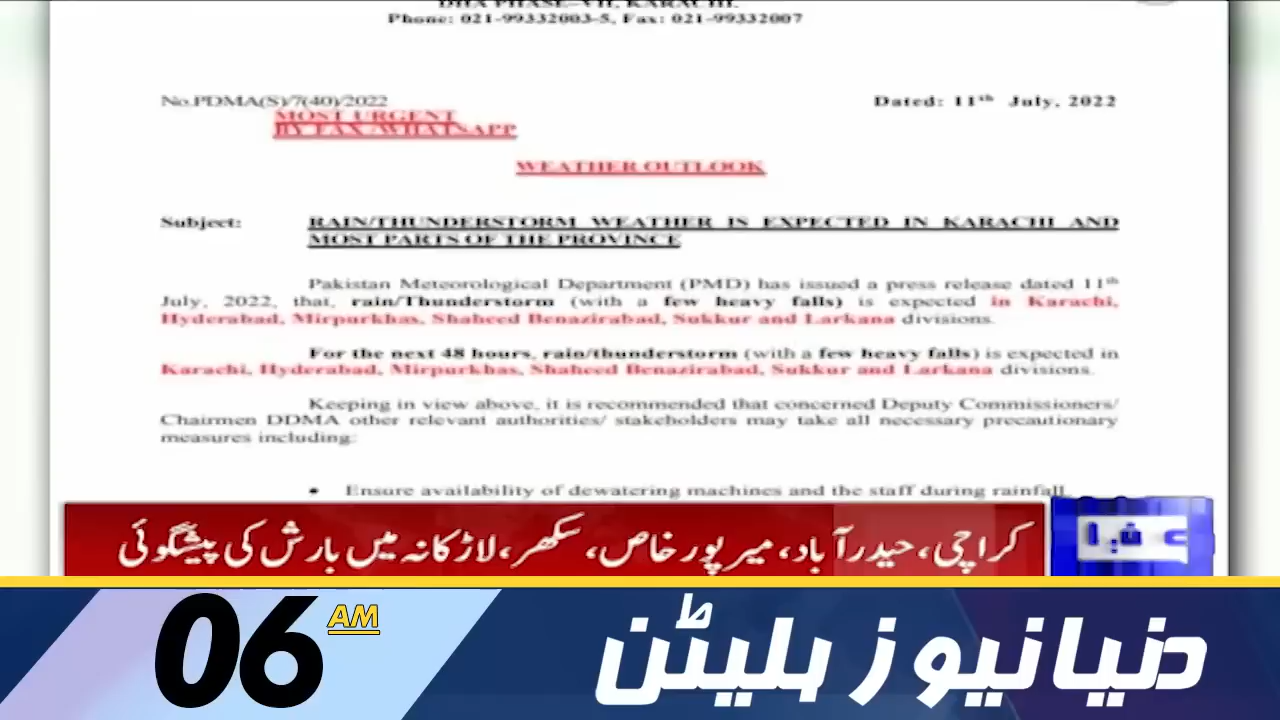 DHA PHASE-VII, KARACHI.
Phone: 021-99332003-5, Fax: 021-99332007
No.PDMA(S)/7(40)/2022
Dated: 11th July, 2022
MOST URGENT
BY FAX /WHATSAPP
WEATHER OUTLOOK
Subject: RAIN/THUNDERSTORM WEATHER IS EXPECTED IN KARACHI AND
MOST PARTS OF THE PROVINCE
Pakistan Meteorological Department (PMD) has issued a press release dated 11th
July, 2022, that, rain/Thunderstorm (with a few heavy falls) is expected in Karachi,
Hyderabad, Mirpurkhas, Shaheed Benazirabad, Sukkur and Larkana divisions.
For the next 48 hours, rain/thunderstorm (with a few heavy falls) is expected in
Karachi, Hyderabad, Mirpurkhas, Shaheed Benazirabad, Sukkur and Larkana divisions.
Keeping in view above, it is recommended that concerned Deputy Commissioners/
Chairmen DDMA other relevant authorities/ stakeholders may take all necessary precautionary
measures including:
• Ensure availability of dewatering machines and the staff during rainfall.
کراچی، حیدرآباد، میرپورخاص، سکھر، لاڑکانہ میں بارش کی پیشگوئی
06 AM
دنیا نیوز بلیٹن